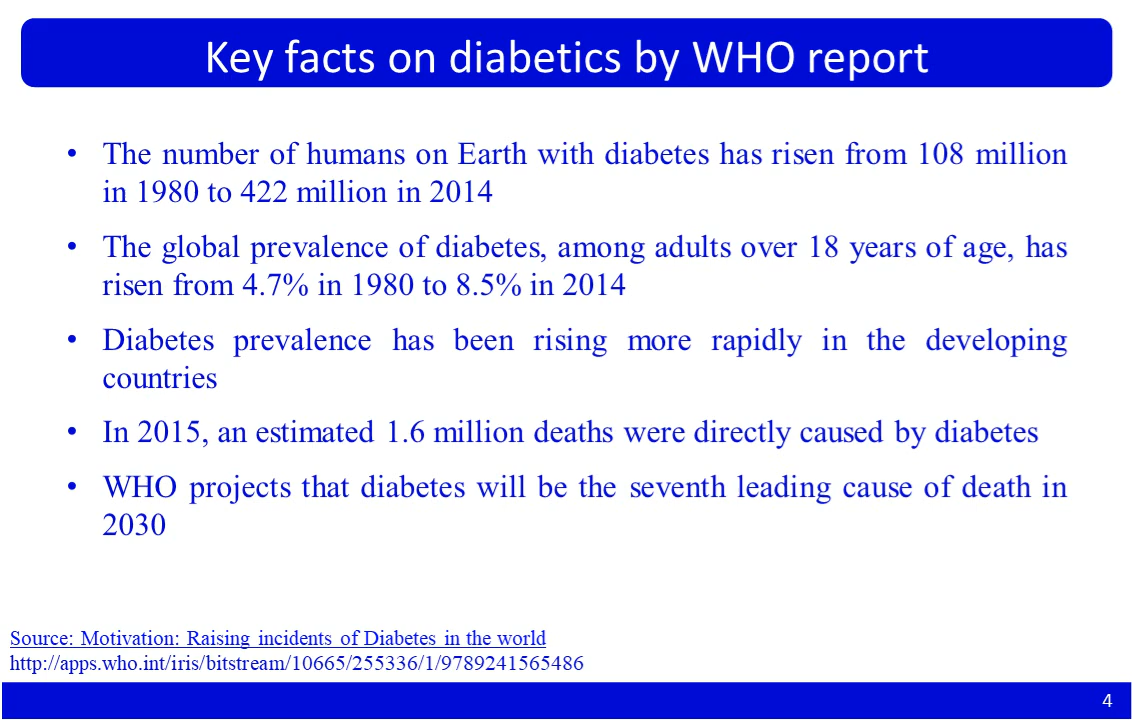 Key facts on diabetics by WHO report
• The number of humans on Earth with diabetes has risen from 108 million
in 1980 to 422 million in 2014
• The global prevalence of diabetes, among adults over 18 years of age, has
risen from 4.7% in 1980 to 8.5% in 2014
• Diabetes prevalence has been rising more rapidly in the developing
countries
• In 2015, an estimated 1.6 million deaths were directly caused by diabetes
• WHO projects that diabetes will be the seventh leading cause of death in
2030
Source: Motivation: Raising incidents of Diabetes in the world
http://apps.who.int/iris/bitstream/10665/255336/1/9789241565486
4